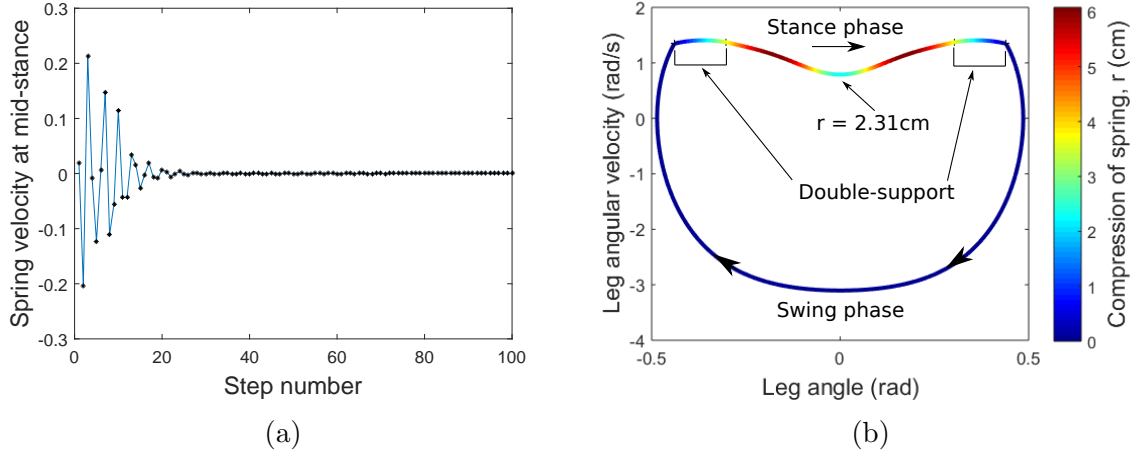 0.3
0.2
0.1
0
-0.1
-0.2
-0.3
Spring velocity at mid-stance
0 20 40 60 80 100
Step number
(a)
2
1
0
-1
-2
-3
-4
Leg angular velocity (rad/s)
Stance phase
r = 2.31cm
Double-support
Swing phase
-0.5 0 0.5
Leg angle (rad)
6
5
4
3
2
1
0
Compression of spring, r (cm)
(b)